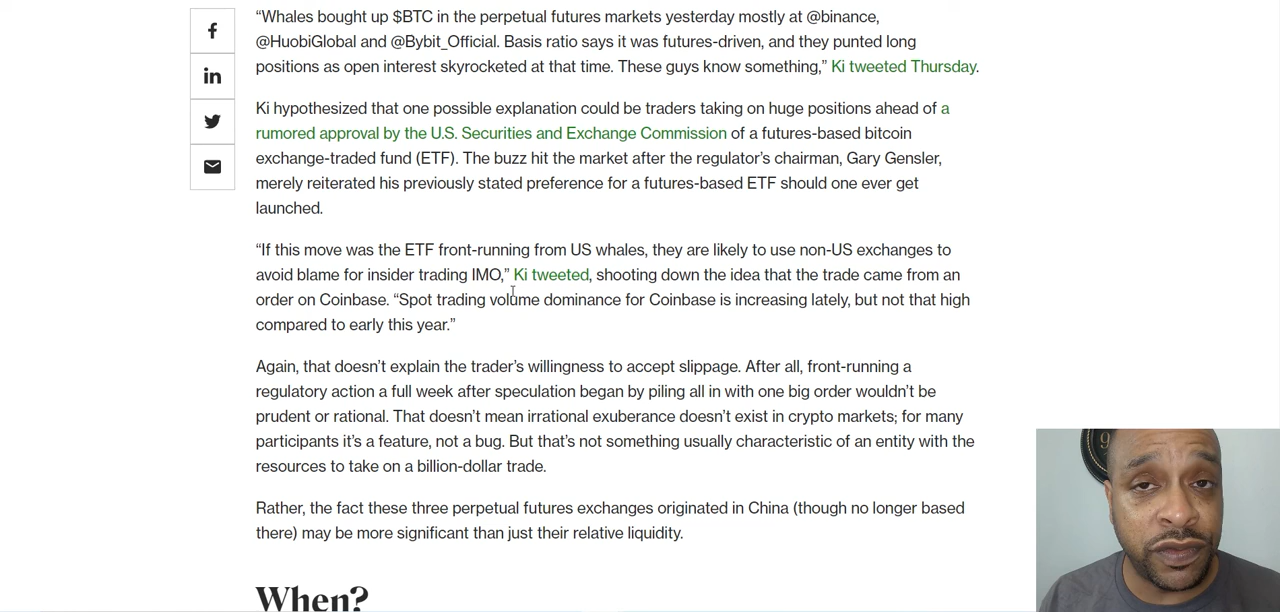 “Whales bought up $BTC in the perpetual futures markets yesterday mostly at @binance,
@HuobiGlobal and @Bybit_Official. Basis ratio says it was futures-driven, and they punted long
positions as open interest skyrocketed at that time. These guys know something,” Ki tweeted Thursday.
Ki hypothesized that one possible explanation could be traders taking on huge positions ahead of a
rumored approval by the U.S. Securities and Exchange Commission of a futures-based bitcoin
exchange-traded fund (ETF). The buzz hit the market after the regulator’s chairman, Gary Gensler,
merely reiterated his previously stated preference for a futures-based ETF should one ever get
launched.
“If this move was the ETF front-running from US whales, they are likely to use non-US exchanges to
avoid blame for insider trading IMO,” Ki tweeted, shooting down the idea that the trade came from an
order on Coinbase. “Spot trading volume dominance for Coinbase is increasing lately, but not that high
compared to early this year.”
Again, that doesn’t explain the trader’s willingness to accept slippage. After all, front-running a
regulatory action a full week after speculation began by piling all in with one big order wouldn’t be
prudent or rational. That doesn’t mean irrational exuberance doesn’t exist in crypto markets; for many
participants it’s a feature, not a bug. But that’s not something usually characteristic of an entity with the
resources to take on a billion-dollar trade.
Rather, the fact these three perpetual futures exchanges originated in China (though no longer based
there) may be more significant than just their relative liquidity.
When?